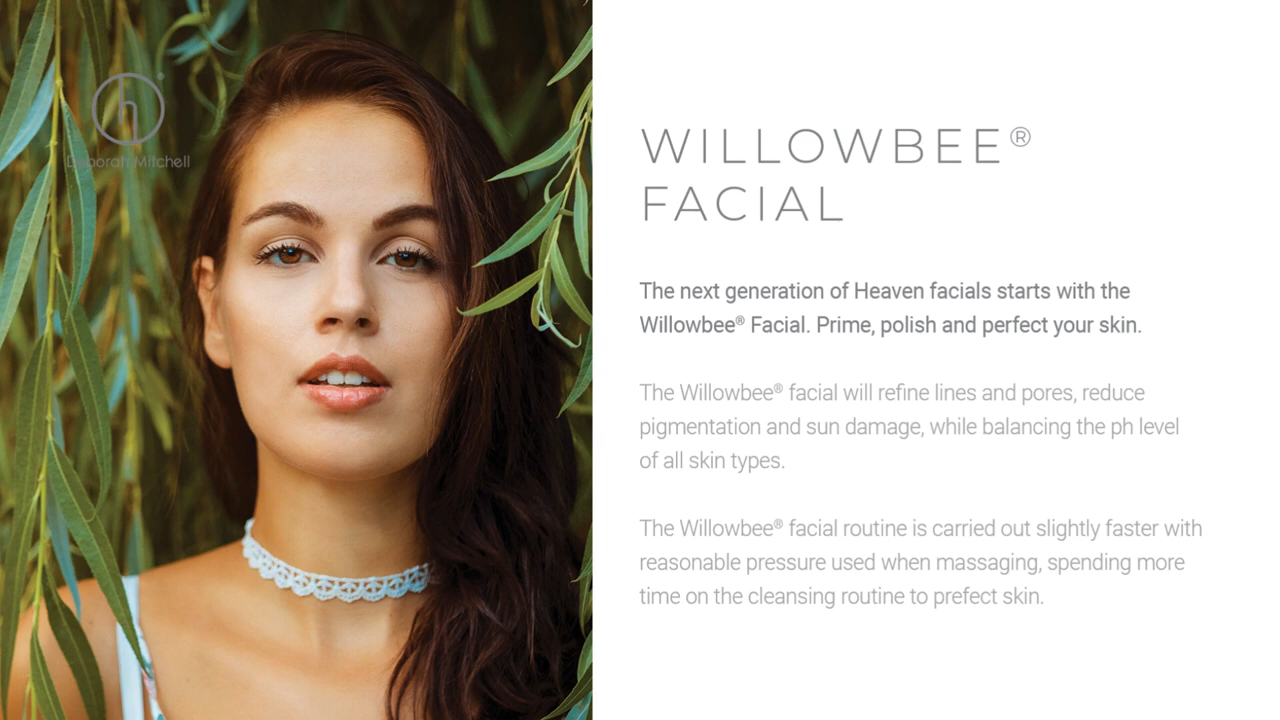 h
Deborah Mitchell
WILLOWBEE®
FACIAL
The next generation of Heaven facials starts with the
Willowbee® Facial. Prime, polish and perfect your skin.
The Willowbee® facial will refine lines and pores, reduce
pigmentation and sun damage, while balancing the ph level
of all skin types.
The Willowbee® facial routine is carried out slightly faster with
reasonable pressure used when massaging, spending more
time on the cleansing routine to prefect skin.